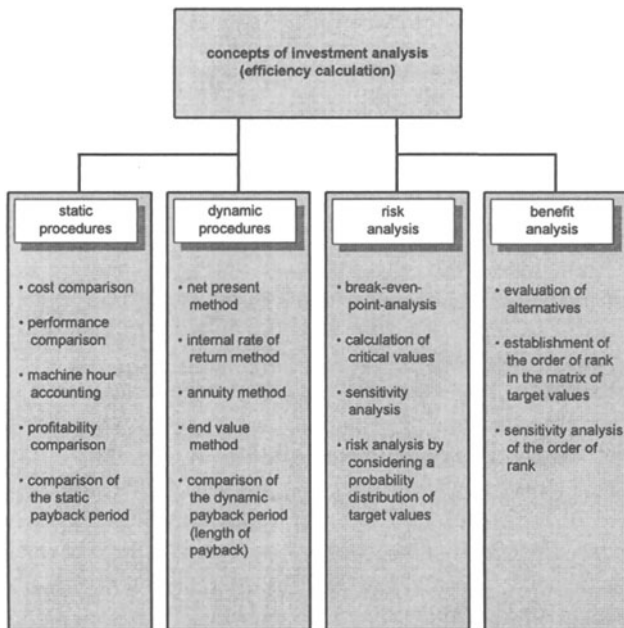 concepts of investment analysis
(efficiency calculation)
static
procedures
• cost comparison
• performance
comparison
• machine hour
accounting
• profitability
comparison
• comparison of
the static
payback period
dynamic
procedures
• net present
method
• internal rate of
return method
• annuity method
• end value
method
• comparison of
the dynamic
payback period
(length of
payback)
risk
analysis
• break-even-
point-analysis
• calculation of
critical values
• sensitivity
analysis
• risk analysis by
considering a
probability
distribution of
target values
benefit
analysis
• evaluation of
alternatives
• establishment of
the order of rank
in the matrix of
target values
• sensitivity analysis
of the order of
rank